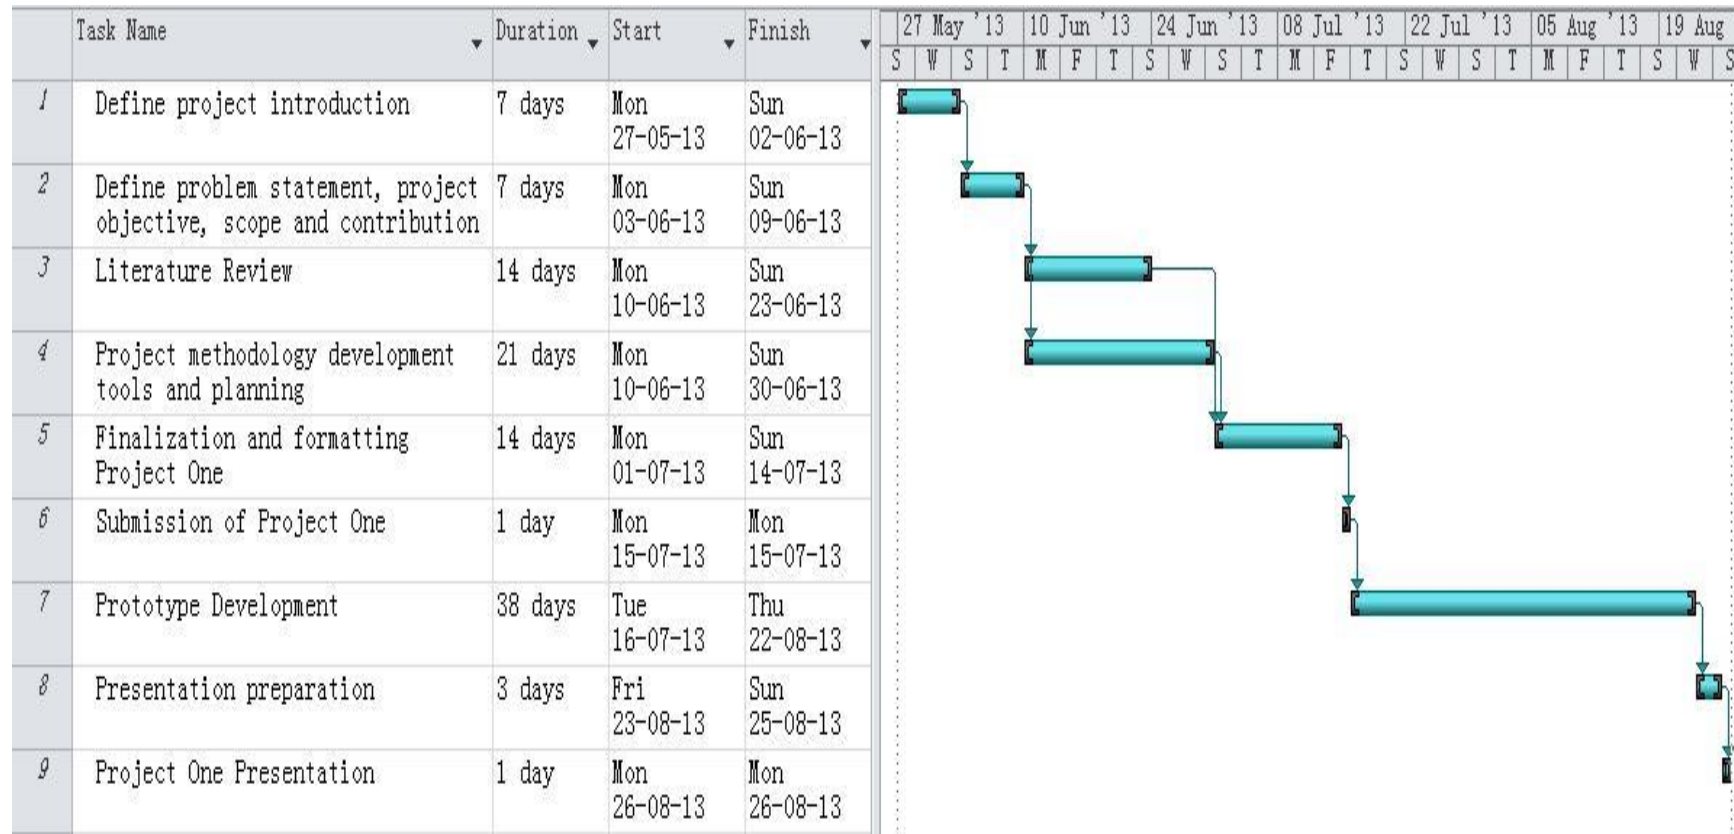 Task Name Duration Start Finish 27 May '13 10 Jun '13 24 Jun '13 08 Jul '13 22 Jul '13 05 Aug '13 19 Aug
S W S T M F T S W S T M F T S W S T M F T S W S
1 Define project introduction 7 days Mon Sun
27-05-13 02-06-13
2 Define problem statement, project 7 days Mon Sun
objective, scope and contribution 03-06-13 09-06-13
3 Literature Review 14 days Mon Sun
10-06-13 23-06-13
4 Project methodology development 21 days Mon Sun
tools and planning 10-06-13 30-06-13
5 Finalization and formatting 14 days Mon Sun
Project One 01-07-13 14-07-13
6 Submission of Project One 1 day Mon Mon
15-07-13 15-07-13
7 Prototype Development 38 days Tue Thu
16-07-13 22-08-13
8 Presentation preparation 3 days Fri Sun
23-08-13 25-08-13
9 Project One Presentation 1 day Mon Mon
26-08-13 26-08-13